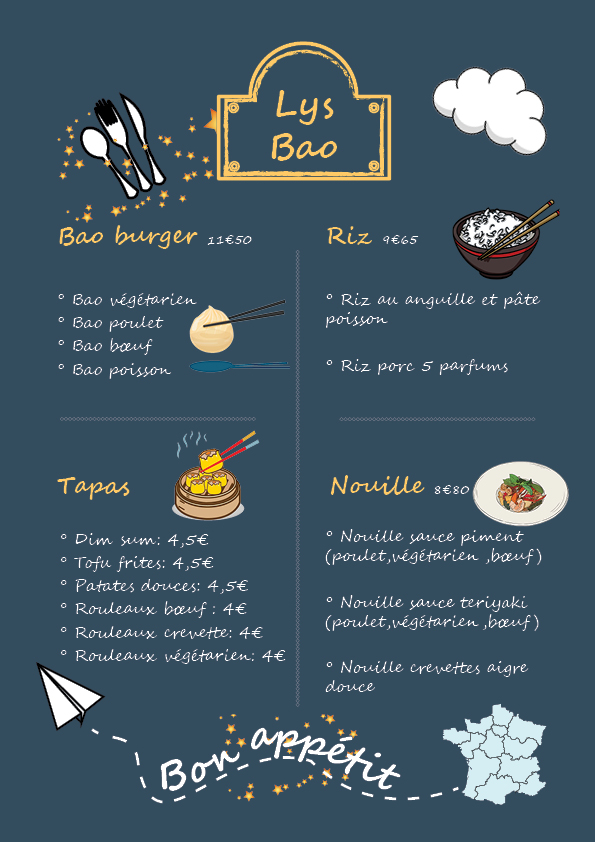 Lys
Bao
Bao burger 11€50
° Bao végétarien
° Bao poulet
° Bao bœuf
° Bao poisson
Riz 9€65
° Riz au anguille et pâte
poisson
° Riz porc 5 parfums
Tapas
° Dim sum: 4,5€
° Tofu frites: 4,5€
° Patates douces: 4,5€
° Rouleaux bœuf : 4€
° Rouleaux crevette: 4€
° Rouleaux végétarien: 4€
Nouille 8€80
° Nouille sauce piment
(poulet,végétarien ,bœuf)
° Nouille sauce teriyaki
(poulet,végétarien ,bœuf)
° Nouille crevettes aigre
douce
Bon appétit